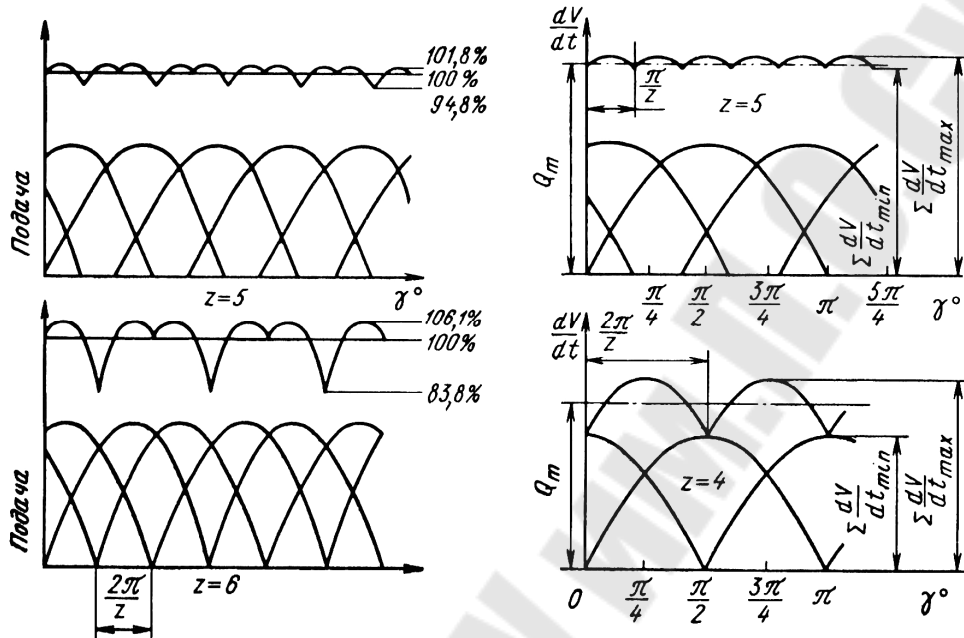 Подача
101,8%
100%
94,8%
z=5
γ°
Подача
106,1%
100%
83,8%
2π/z
z=6
dV/dt
π/z
z=5
Q_m
Σ dV/dt_min
Σ dV/dt_max
π/4 π/2 3π/4 π 5π/4 γ°
dV/dt
2π/z
z=4
Q_m
Σ dV/dt_min
Σ dV/dt_max
0 π/4 π/2 3π/4 π γ°